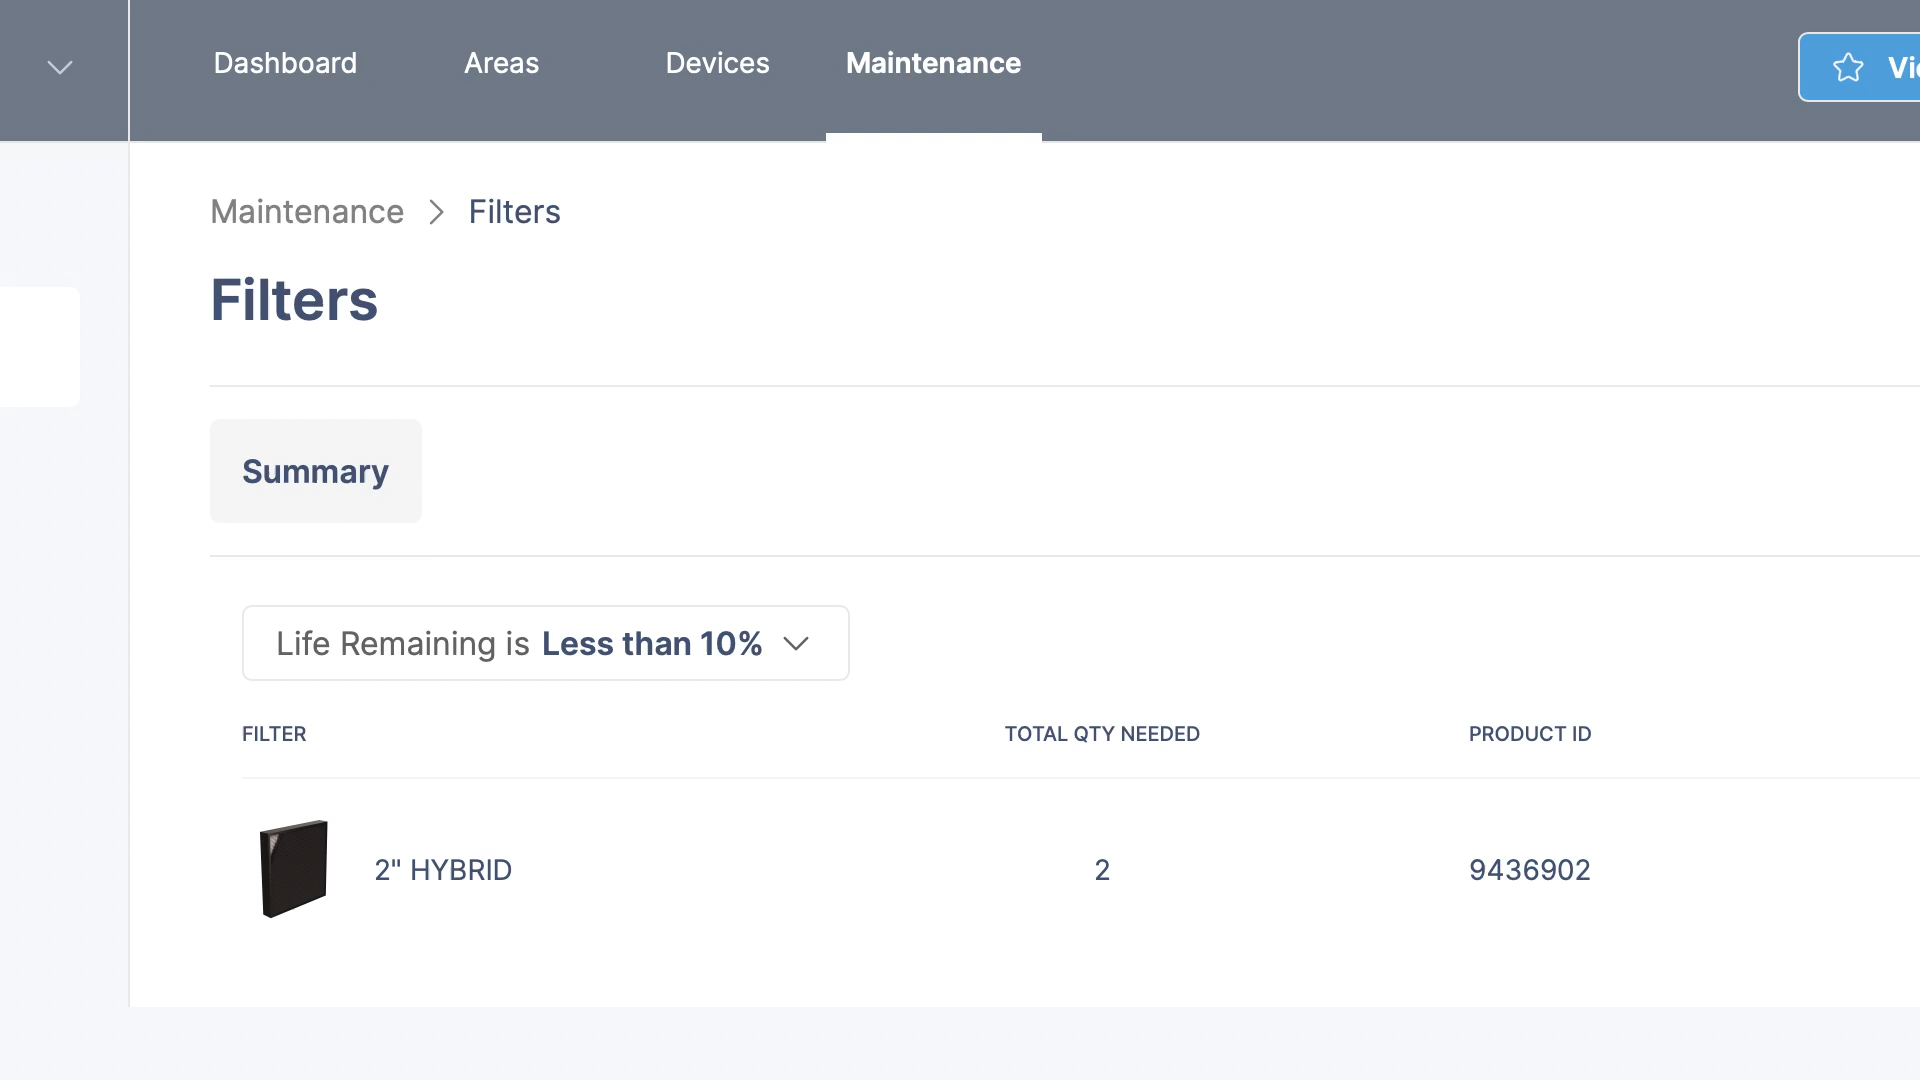 Dashboard Areas Devices Maintenance
Maintenance > Filters
Filters
Summary
Life Remaining is Less than 10%
FILTER TOTAL QTY NEEDED PRODUCT ID
2" HYBRID 2 9436902